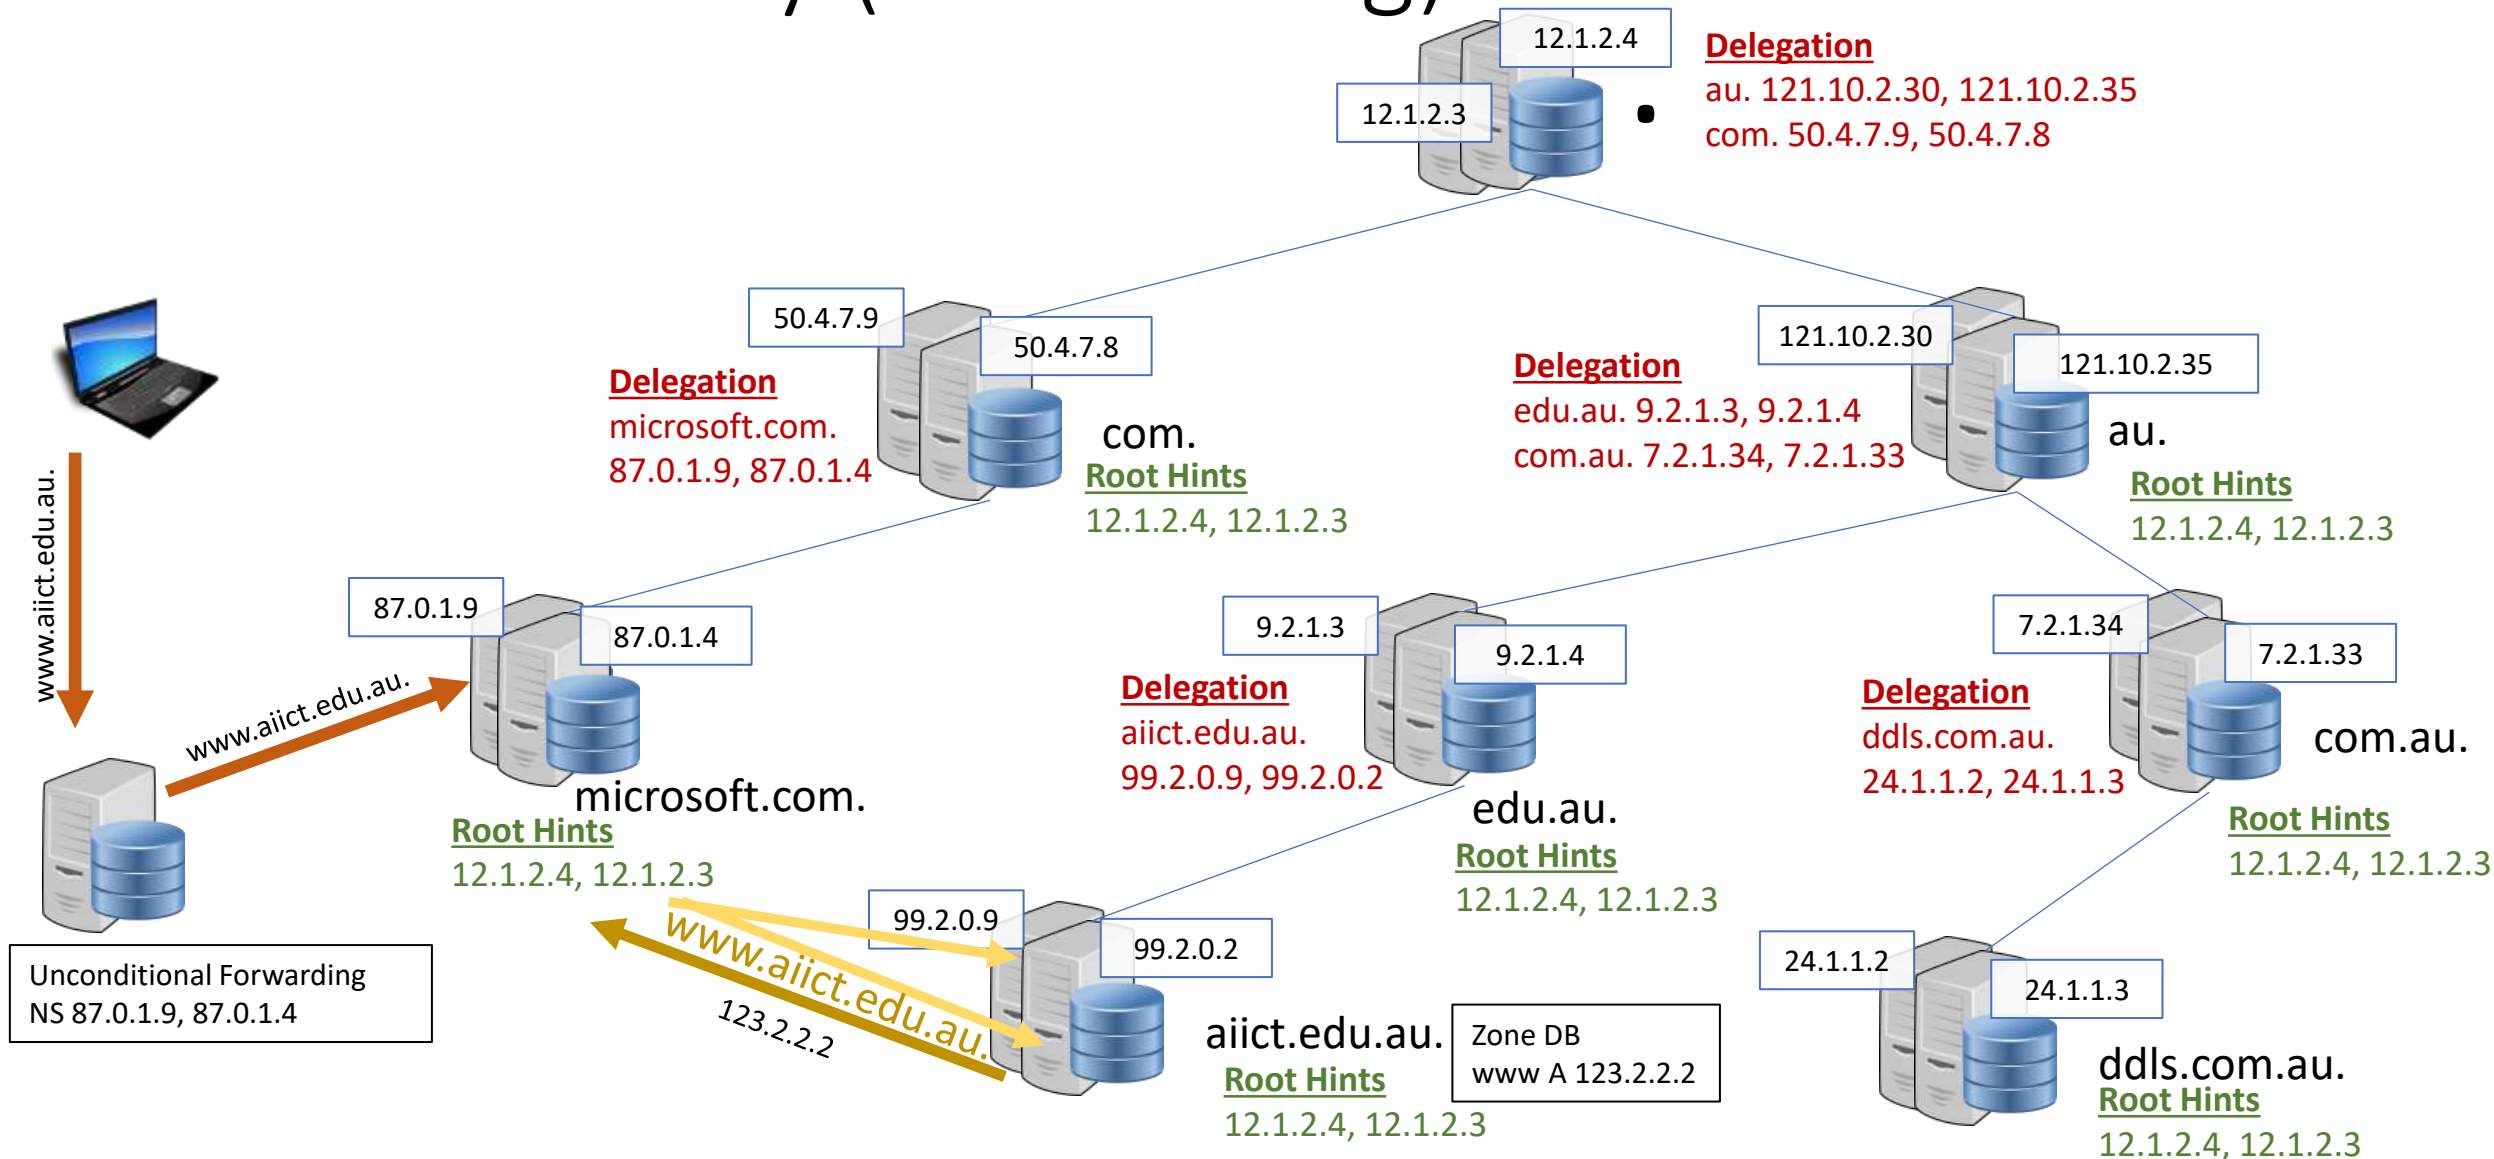 12.1.2.4
12.1.2.3
.
Delegation
au. 121.10.2.30, 121.10.2.35
com. 50.4.7.9, 50.4.7.8
50.4.7.9
50.4.7.8
Delegation
microsoft.com.
87.0.1.9, 87.0.1.4
com.
Root Hints
12.1.2.4, 12.1.2.3
121.10.2.30
121.10.2.35
Delegation
edu.au. 9.2.1.3, 9.2.1.4
com.au. 7.2.1.34, 7.2.1.33
au.
Root Hints
12.1.2.4, 12.1.2.3
www.aiict.edu.au.
www.aiict.edu.au.
87.0.1.9
87.0.1.4
microsoft.com.
Root Hints
12.1.2.4, 12.1.2.3
9.2.1.3
9.2.1.4
Delegation
aiict.edu.au.
99.2.0.9, 99.2.0.2
edu.au.
Root Hints
12.1.2.4, 12.1.2.3
7.2.1.34
7.2.1.33
Delegation
ddls.com.au.
24.1.1.2, 24.1.1.3
com.au.
Root Hints
12.1.2.4, 12.1.2.3
Unconditional Forwarding
NS 87.0.1.9, 87.0.1.4
www.aiict.edu.au.
123.2.2.2
99.2.0.9
99.2.0.2
aiict.edu.au.
Root Hints
12.1.2.4, 12.1.2.3
Zone DB
www A 123.2.2.2
24.1.1.2
24.1.1.3
ddls.com.au.
Root Hints
12.1.2.4, 12.1.2.3